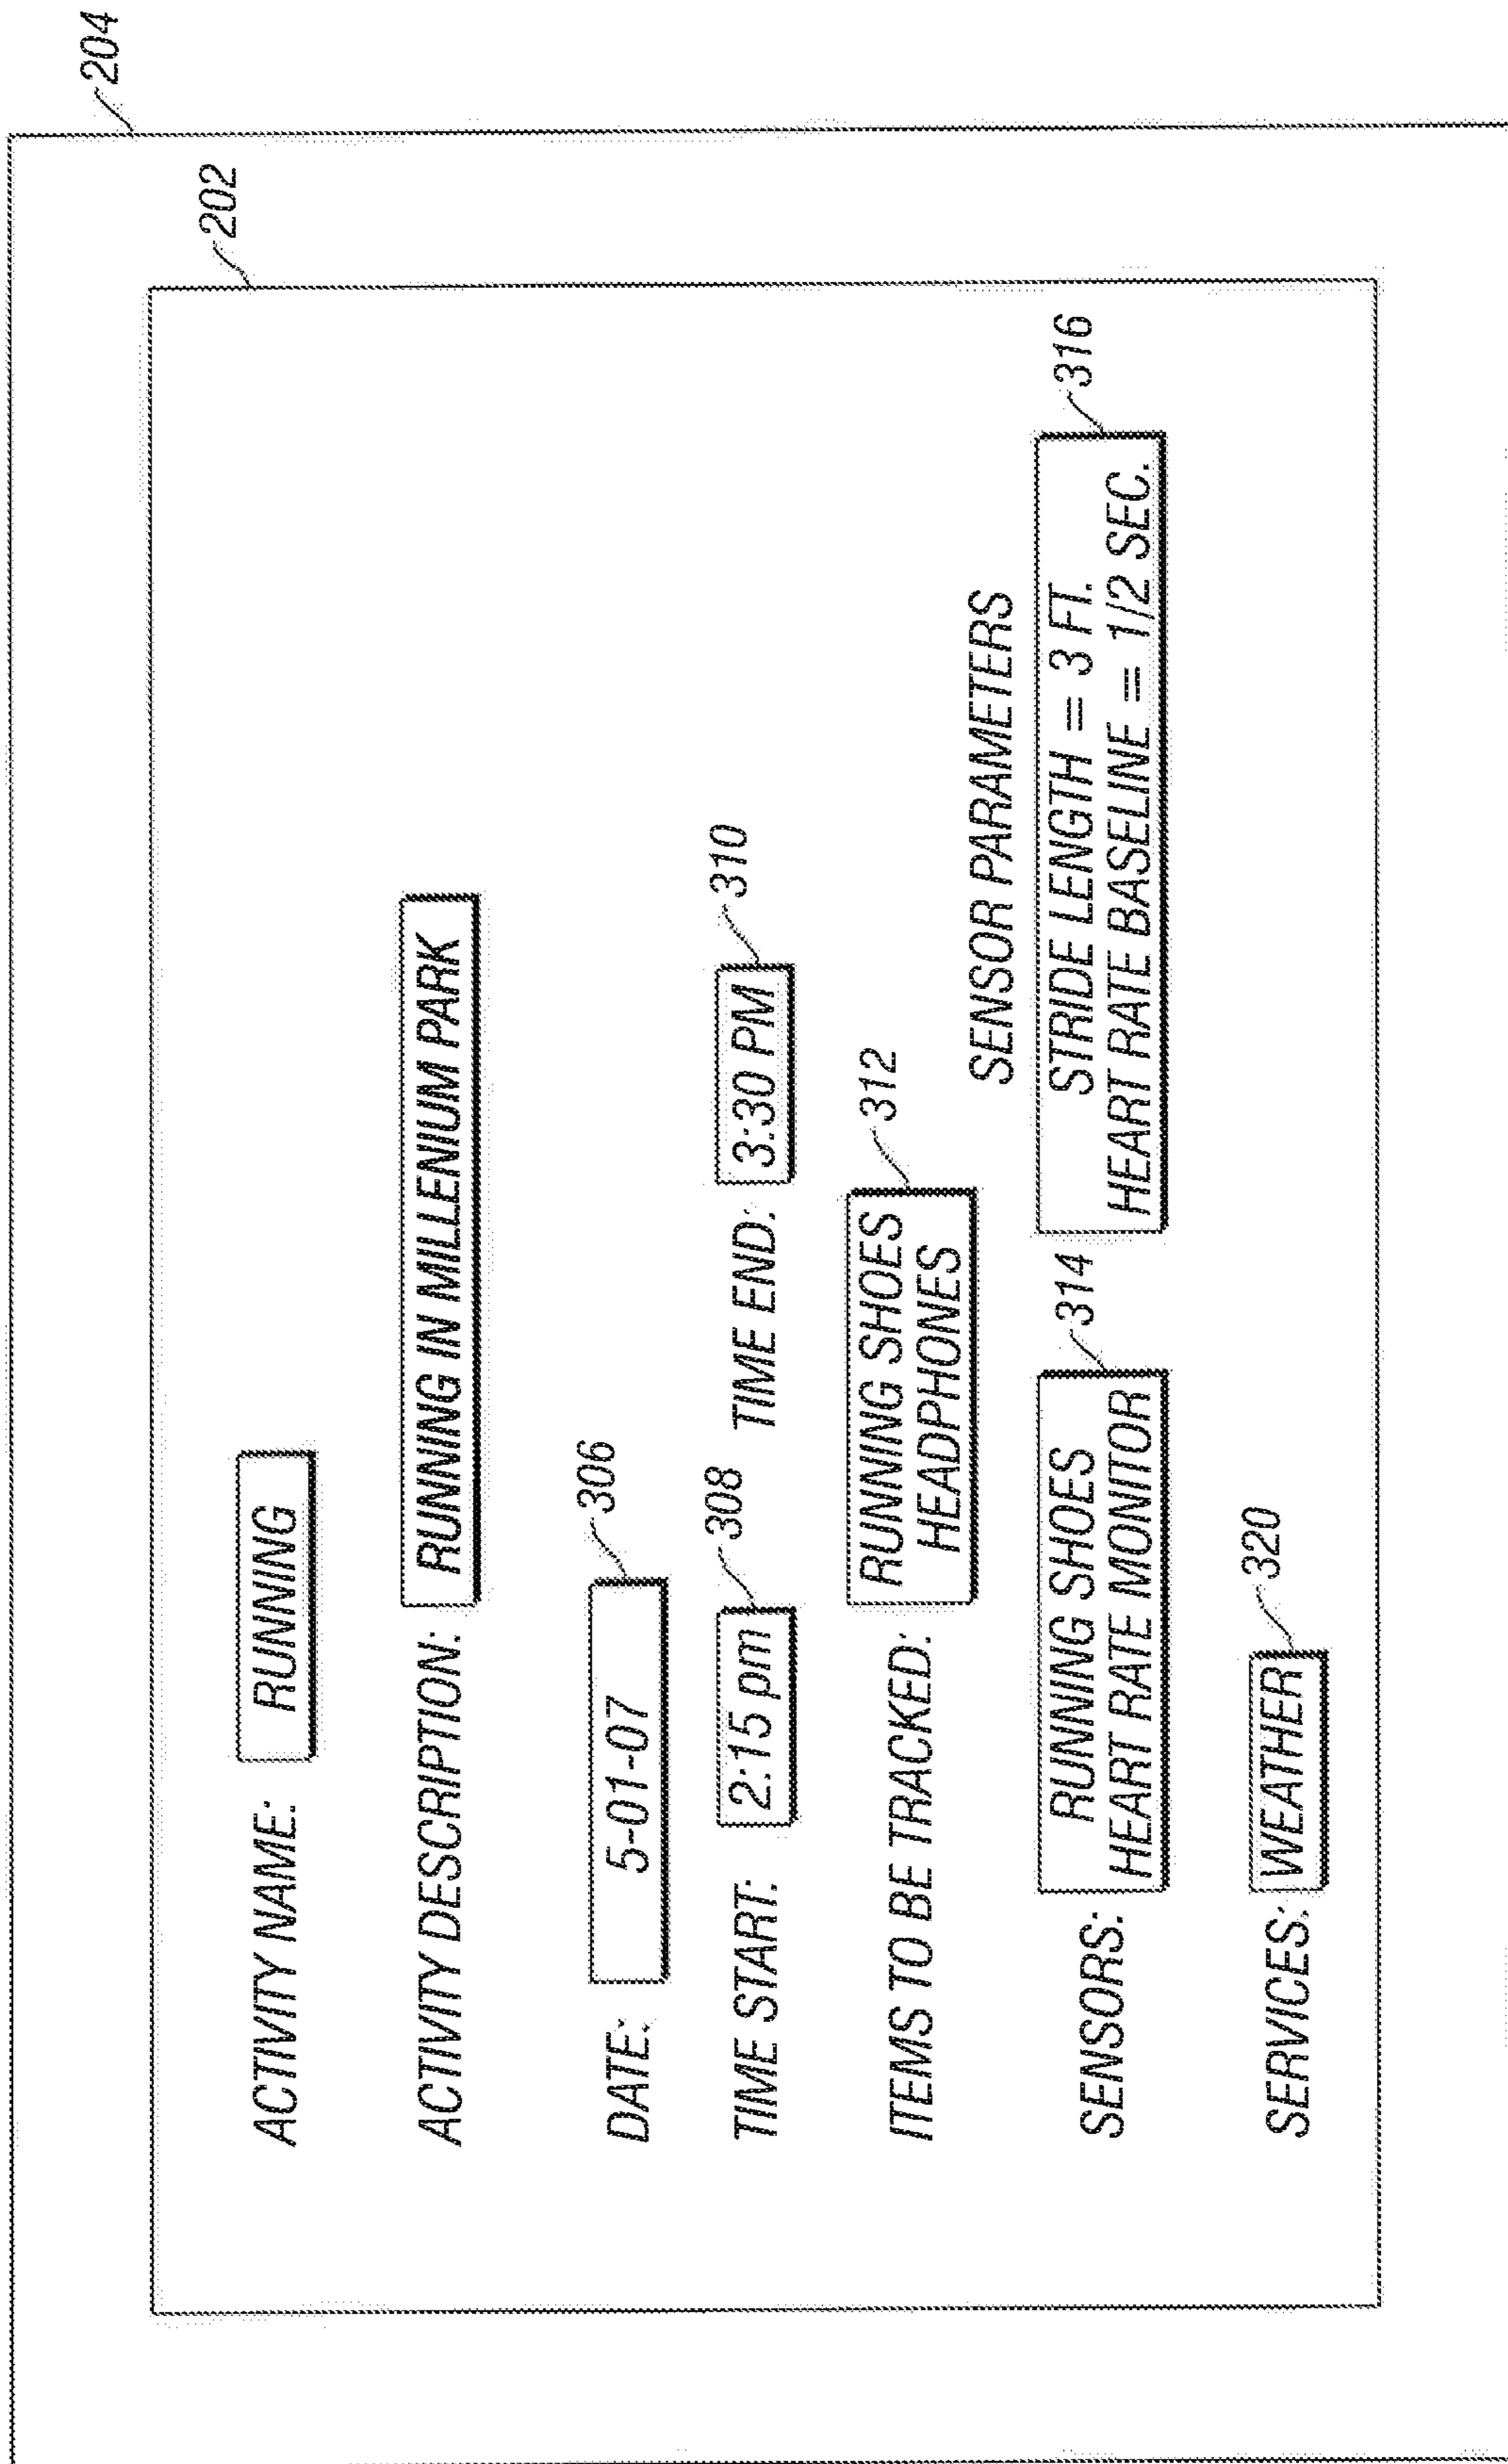 204
202
ACTIVITY NAME: RUNNING
ACTIVITY DESCRIPTION: RUNNING IN MILLENIUM PARK
306
DATE: 5-01-07
308 310
TIME START: 2:15 pm TIME END: 3:30 PM
312
ITEMS TO BE TRACKED: RUNNING SHOES
HEADPHONES
SENSOR PARAMETERS
314 316
SENSORS: RUNNING SHOES STRIDE LENGTH = 3 FT.
HEART RATE MONITOR HEART RATE BASELINE = 1/2 SEC.
320
SERVICES: WEATHER